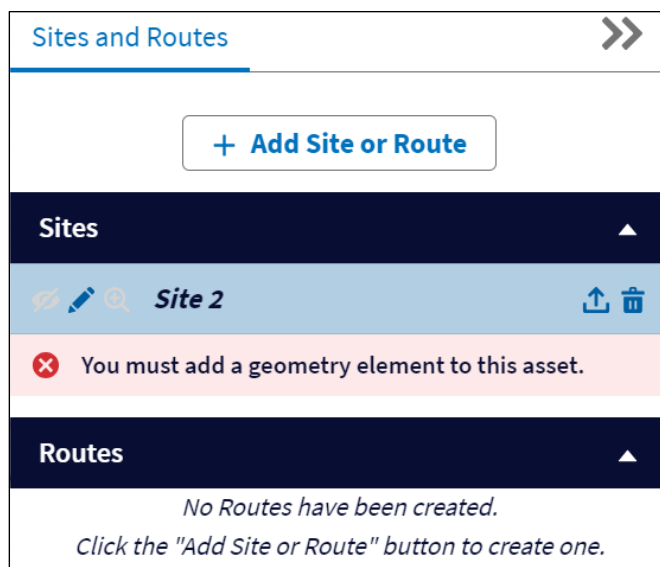 Sites and Routes
+ Add Site or Route
Sites
Site 2
You must add a geometry element to this asset.
Routes
No Routes have been created.
Click the "Add Site or Route" button to create one.